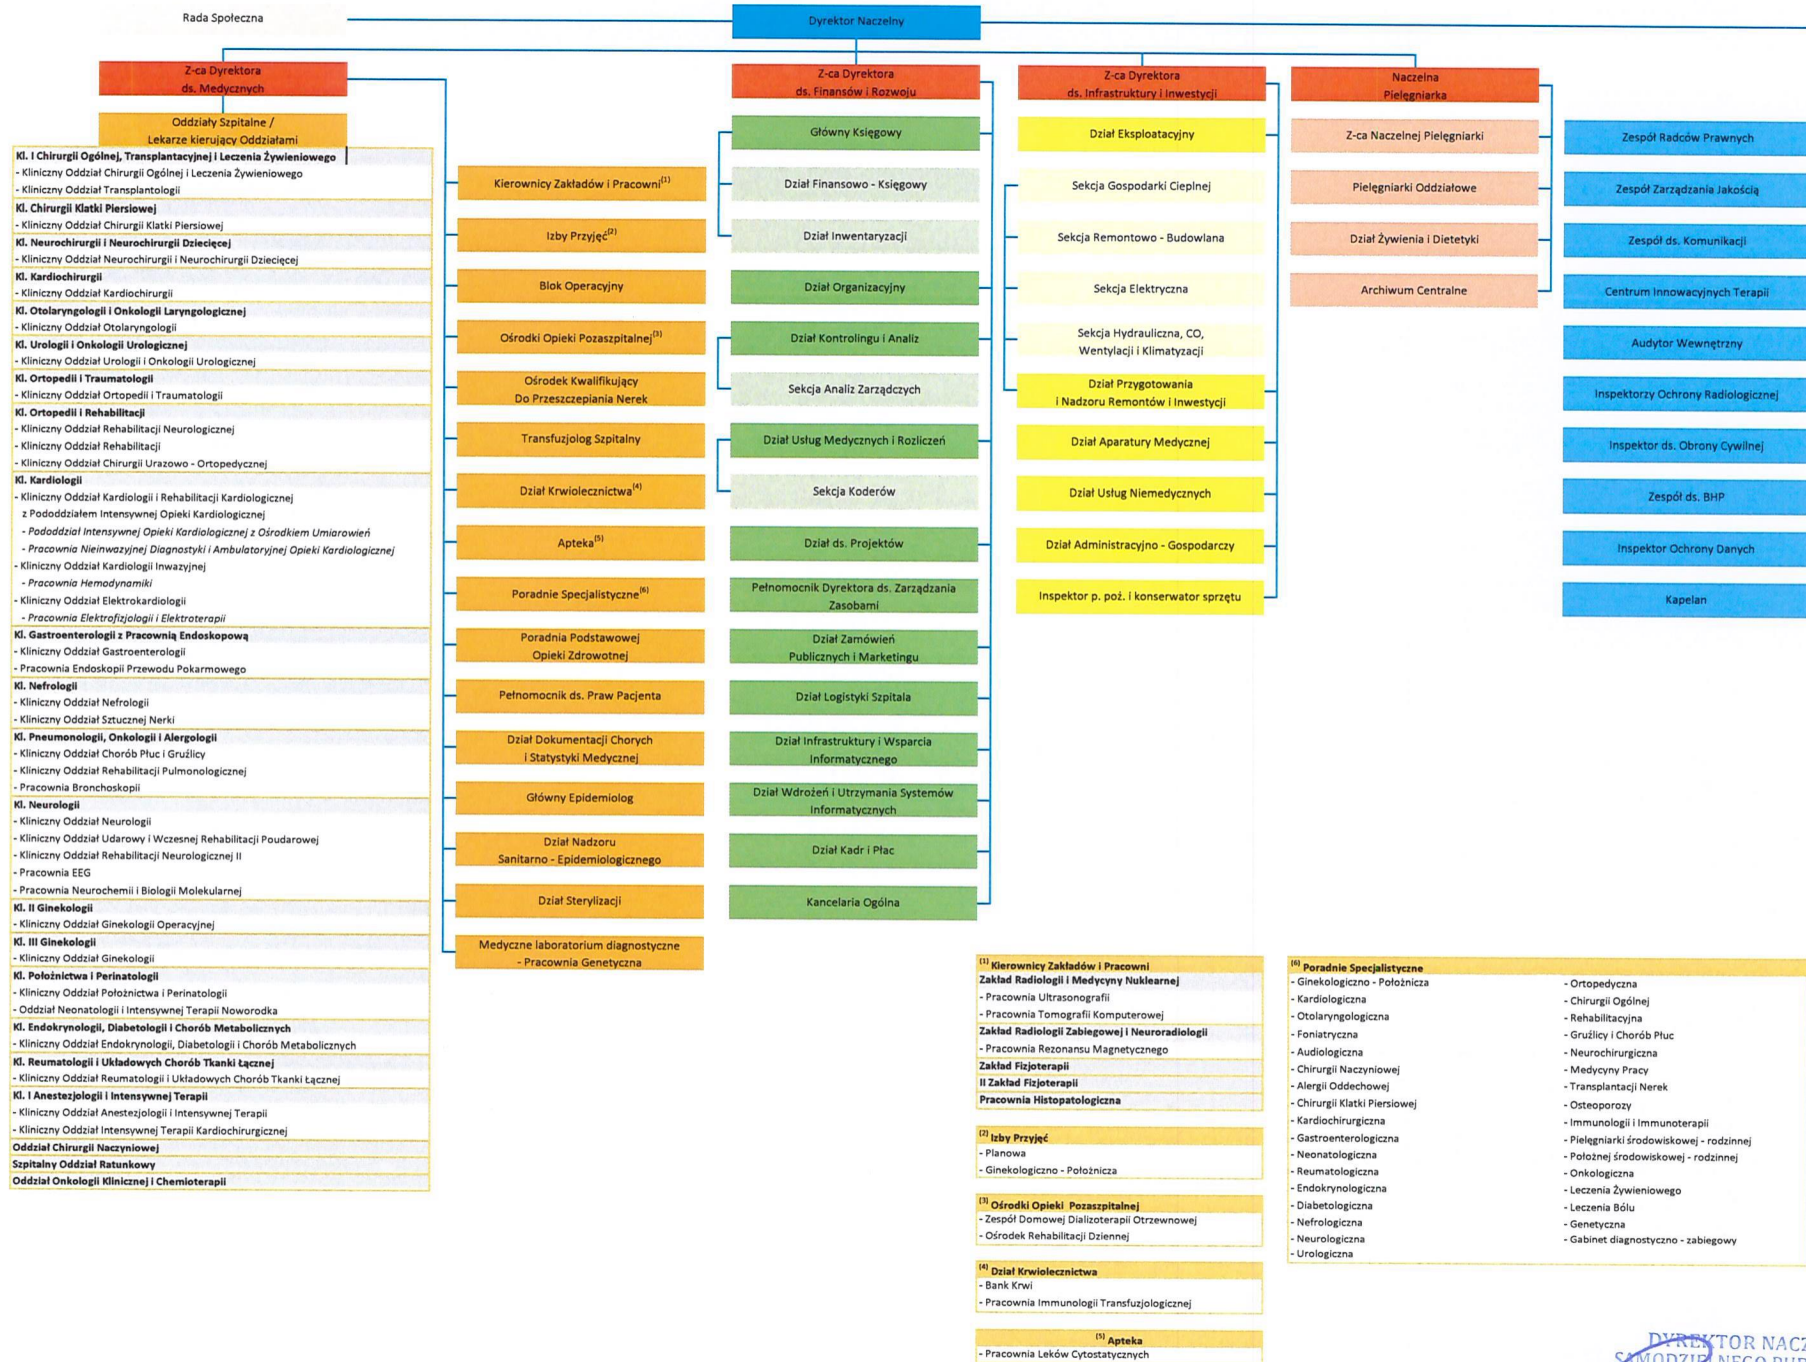 Rada Społeczna
Dyrektor Naczelny
Z-ca Dyrektora
ds. Medycznych
Oddziały Szpitalne /
Lekarze kierujący Oddziałami
Kl. I Chirurgii Ogólnej, Transplantacyjnej i Leczenia Żywieniowego
- Kliniczny Oddział Chirurgii Ogólnej i Leczenia Żywieniowego
- Kliniczny Oddział Transplantologii
Kl. Chirurgii Klatki Piersiowej
- Kliniczny Oddział Chirurgii Klatki Piersiowej
Kl. Neurochirurgii i Neurochirurgii Dziecięcej
- Kliniczny Oddział Neurochirurgii i Neurochirurgii Dziecięcej
Kl. Kardiochirurgii
- Kliniczny Oddział Kardiochirurgii
Kl. Otolaryngologii i Onkologii Laryngologicznej
- Kliniczny Oddział Otolaryngologii
Kl. Urologii i Onkologii Urologicznej
- Kliniczny Oddział Urologii i Onkologii Urologicznej
Kl. Ortopedii i Traumatologii
- Kliniczny Oddział Ortopedii i Traumatologii
Kl. Ortopedii i Rehabilitacji
- Kliniczny Oddział Rehabilitacji Neurologicznej
- Kliniczny Oddział Rehabilitacji
- Kliniczny Oddział Chirurgii Urazowo - Ortopedycznej
Kl. Kardiologii
- Kliniczny Oddział Kardiologii i Rehabilitacji Kardiologicznej
z Pododdziałem Intensywnej Opieki Kardiologicznej
- Pododdział Intensywnej Opieki Kardiologicznej z Ośrodkiem Umiarowień
- Pracownia Nieinwazyjnej Diagnostyki i Ambulatoryjnej Opieki Kardiologicznej
- Kliniczny Oddział Kardiologii Inwazyjnej
- Pracownia Hemodynamiki
- Kliniczny Oddział Elektrokardiologii
- Pracownia Elektrofizjologii i Elektroterapii
Kl. Gastroenterologii z Pracownią Endoskopową
- Kliniczny Oddział Gastroenterologii
- Pracownia Endoskopii Przewodu Pokarmowego
Kl. Nefrologii
- Kliniczny Oddział Nefrologii
- Kliniczny Oddział Sztucznej Nerki
Kl. Pneumonologii, Onkologii i Alergologii
- Kliniczny Oddział Chorób Płuc i Gruźlicy
- Kliniczny Oddział Rehabilitacji Pulmonologicznej
- Pracownia Bronchoskopii
Kl. Neurologii
- Kliniczny Oddział Neurologii
- Kliniczny Oddział Udarowy i Wczesnej Rehabilitacji Poudarowej
- Kliniczny Oddział Rehabilitacji Neurologicznej II
- Pracownia EEG
- Pracownia Neurochemii i Biologii Molekularnej
Kl. II Ginekologii
- Kliniczny Oddział Ginekologii Operacyjnej
Kl. III Ginekologii
- Kliniczny Oddział Ginekologii
Kl. Położnictwa i Perinatologii
- Kliniczny Oddział Położnictwa i Perinatologii
- Oddział Neonatologii i Intensywnej Terapii Noworodka
Kl. Endokrynologii, Diabetologii i Chorób Metabolicznych
- Kliniczny Oddział Endokrynologii, Diabetologii i Chorób Metabolicznych
Kl. Reumatologii i Układowych Chorób Tkanki Łącznej
- Kliniczny Oddział Reumatologii i Układowych Chorób Tkanki Łącznej
Kl. I Anestezjologii i Intensywnej Terapii
- Kliniczny Oddział Anestezjologii i Intensywnej Terapii
- Kliniczny Oddział Intensywnej Terapii Kardiochirurgicznej
Oddział Chirurgii Naczyniowej
Szpitalny Oddział Ratunkowy
Oddział Onkologii Klinicznej i Chemioterapii
Kierownicy Zakładów i Pracowni(1)
Izby Przyjęć(2)
Blok Operacyjny
Ośrodki Opieki Pozaszpitalnej(3)
Ośrodek Kwalifikujący
Do Przeszczepiania Nerek
Transfuzjolog Szpitalny
Dział Krwiolecznictwa(4)
Apteka(5)
Poradnie Specjalistyczne(6)
Poradnia Podstawowej
Opieki Zdrowotnej
Pełnomocnik ds. Praw Pacjenta
Dział Dokumentacji Chorych
i Statystyki Medycznej
Główny Epidemiolog
Dział Nadzoru
Sanitarno - Epidemiologicznego
Dział Sterylizacji
Medyczne laboratorium diagnostyczne
- Pracownia Genetyczna
Z-ca Dyrektora
ds. Finansów i Rozwoju
Główny Księgowy
Dział Finansowo - Księgowy
Dział Inwentaryzacji
Dział Organizacyjny
Dział Kontrolingu i Analiz
Sekcja Analiz Zarządczych
Dział Usług Medycznych i Rozliczeń
Sekcja Koderów
Dział ds. Projektów
Pełnomocnik Dyrektora ds. Zarządzania
Zasobami
Dział Zamówień
Publicznych i Marketingu
Dział Logistyki Szpitala
Dział Infrastruktury i Wsparcia
Informatycznego
Dział Wdrożeń i Utrzymania Systemów
Informatycznych
Dział Kadr i Płac
Kancelaria Ogólna
Z-ca Dyrektora
ds. Infrastruktury i Inwestycji
Dział Eksploatacyjny
Sekcja Gospodarki Cieplnej
Sekcja Remontowo - Budowlana
Sekcja Elektryczna
Sekcja Hydrauliczna, CO,
Wentylacji i Klimatyzacji
Dział Przygotowania
i Nadzoru Remontów i Inwestycji
Dział Aparatury Medycznej
Dział Usług Niemedycznych
Dział Administracyjno - Gospodarczy
Inspektor p. poż. i konserwator sprzętu
Naczelna
Pielęgniarka
Z-ca Naczelnej Pielęgniarki
Pielęgniarki Oddziałowe
Dział Żywienia i Dietetyki
Archiwum Centralne
Zespół Radców Prawnych
Zespół Zarządzania Jakością
Zespół ds. Komunikacji
Centrum Innowacyjnych Terapii
Audytor Wewnętrzny
Inspektorzy Ochrony Radiologicznej
Inspektor ds. Obrony Cywilnej
Zespół ds. BHP
Inspektor Ochrony Danych
Kapelan
(1) Kierownicy Zakładów i Pracowni
Zakład Radiologii i Medycyny Nuklearnej
- Pracownia Ultrasonografii
- Pracownia Tomografii Komputerowej
Zakład Radiologii Zabiegowej i Neuroradiologii
- Pracownia Rezonansu Magnetycznego
Zakład Fizjoterapii
II Zakład Fizjoterapii
Pracownia Histopatologiczna
(2) Izby Przyjęć
- Planowa
- Ginekologiczno - Położnicza
(3) Ośrodki Opieki Pozaszpitalnej
- Zespół Domowej Dializoterapii Otrzewnowej
- Ośrodek Rehabilitacji Dziennej
(4) Dział Krwiolecznictwa
- Bank Krwi
- Pracownia Immunologii Transfuzjologicznej
(5) Apteka
- Pracownia Leków Cytostatycznych
(6) Poradnie Specjalistyczne
- Ginekologiczno - Położnicza
- Kardiologiczna
- Otolaryngologiczna
- Foniatryczna
- Audiologiczna
- Chirurgii Naczyniowej
- Alergii Oddechowej
- Chirurgii Klatki Piersiowej
- Kardiochirurgiczna
- Gastroenterologiczna
- Neonatologiczna
- Reumatologiczna
- Endokrynologiczna
- Diabetologiczna
- Nefrologiczna
- Neurologiczna
- Urologiczna
- Ortopedyczna
- Chirurgii Ogólnej
- Rehabilitacyjna
- Gruźlicy i Chorób Płuc
- Neurochirurgiczna
- Medycyny Pracy
- Transplantacji Nerek
- Osteoporozy
- Immunologii i Immunoterapii
- Pielęgniarki środowiskowej - rodzinnej
- Położnej środowiskowej - rodzinnej
- Onkologiczna
- Leczenia Żywieniowego
- Leczenia Bólu
- Genetyczna
- Gabinet diagnostyczno - zabiegowy
DYREKTOR NACZ